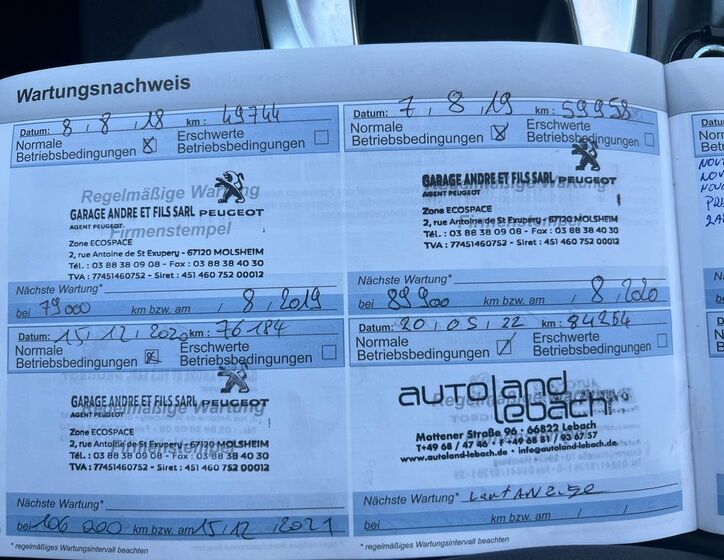 Wartungsnachweis
Datum: 8, 8, 18 km: 49744
Normale Betriebsbedingungen ☒ Erschwerte Betriebsbedingungen ☐
Regelmäßige Wartung
GARAGE ANDRE ET FILS SARL PEUGEOT
AGENT PEUGEOT
Firmenstempel
Zone ECOSPACE
2, rue Antoine de St Exupery - 67120 MOLSHEIM
Tél. : 03 88 38 09 08 - Fax : 03 88 38 40 30
TVA : 77451460752 - Siret : 451 460 752 00012
Nächste Wartung*
bei 79000 km bzw. am / 8, 2019
Datum: 7, 8, 19 km: 59958
Normale Betriebsbedingungen ☒ Erschwerte Betriebsbedingungen ☐
GARAGE ANDRE ET FILS SARL PEUGEOT
AGENT PEUGEOT
Zone ECOSPACE
2, rue Antoine de St Exupery - 67120 MOLSHEIM
Tél. : 03 88 38 09 08 - Fax : 03 88 38 40 30
TVA : 77451460752 - Siret : 451 460 752 00012
Nächste Wartung*
bei 89900 km bzw. am / 8, 2020
Datum: 15, 12, 2020 km: 76184
Normale Betriebsbedingungen ☒ Erschwerte Betriebsbedingungen ☐
GARAGE ANDRE ET FILS SARL PEUGEOT
Regelmäßige Wartung
AGENT PEUGEOT
Zone ECOSPACE
2, rue Antoine de St Exupery - 67120 MOLSHEIM
Firmenstempel
Tél. : 03 88 38 09 08 - Fax : 03 88 38 40 30
TVA : 77451460752 - Siret : 451 460 752 00012
Nächste Wartung*
bei 106 000 km bzw. am 15, 12, 2021
* regelmäßiges Wartungsintervall beachten
Datum: 20, 05, 22 km: 84254
Normale Betriebsbedingungen ☑ Erschwerte Betriebsbedingungen ☐
autoland
lebach
Mottener Straße 96 · 66822 Lebach
T+49 68 / 47 46 · F+49 68 81 / 93 67 57
www.autoland-lebach.de · info@autoland-lebach.de
Nächste Wartung* Laut ANzeige
bei km bzw. am / /
* regelmäßiges Wartungsintervall beachten